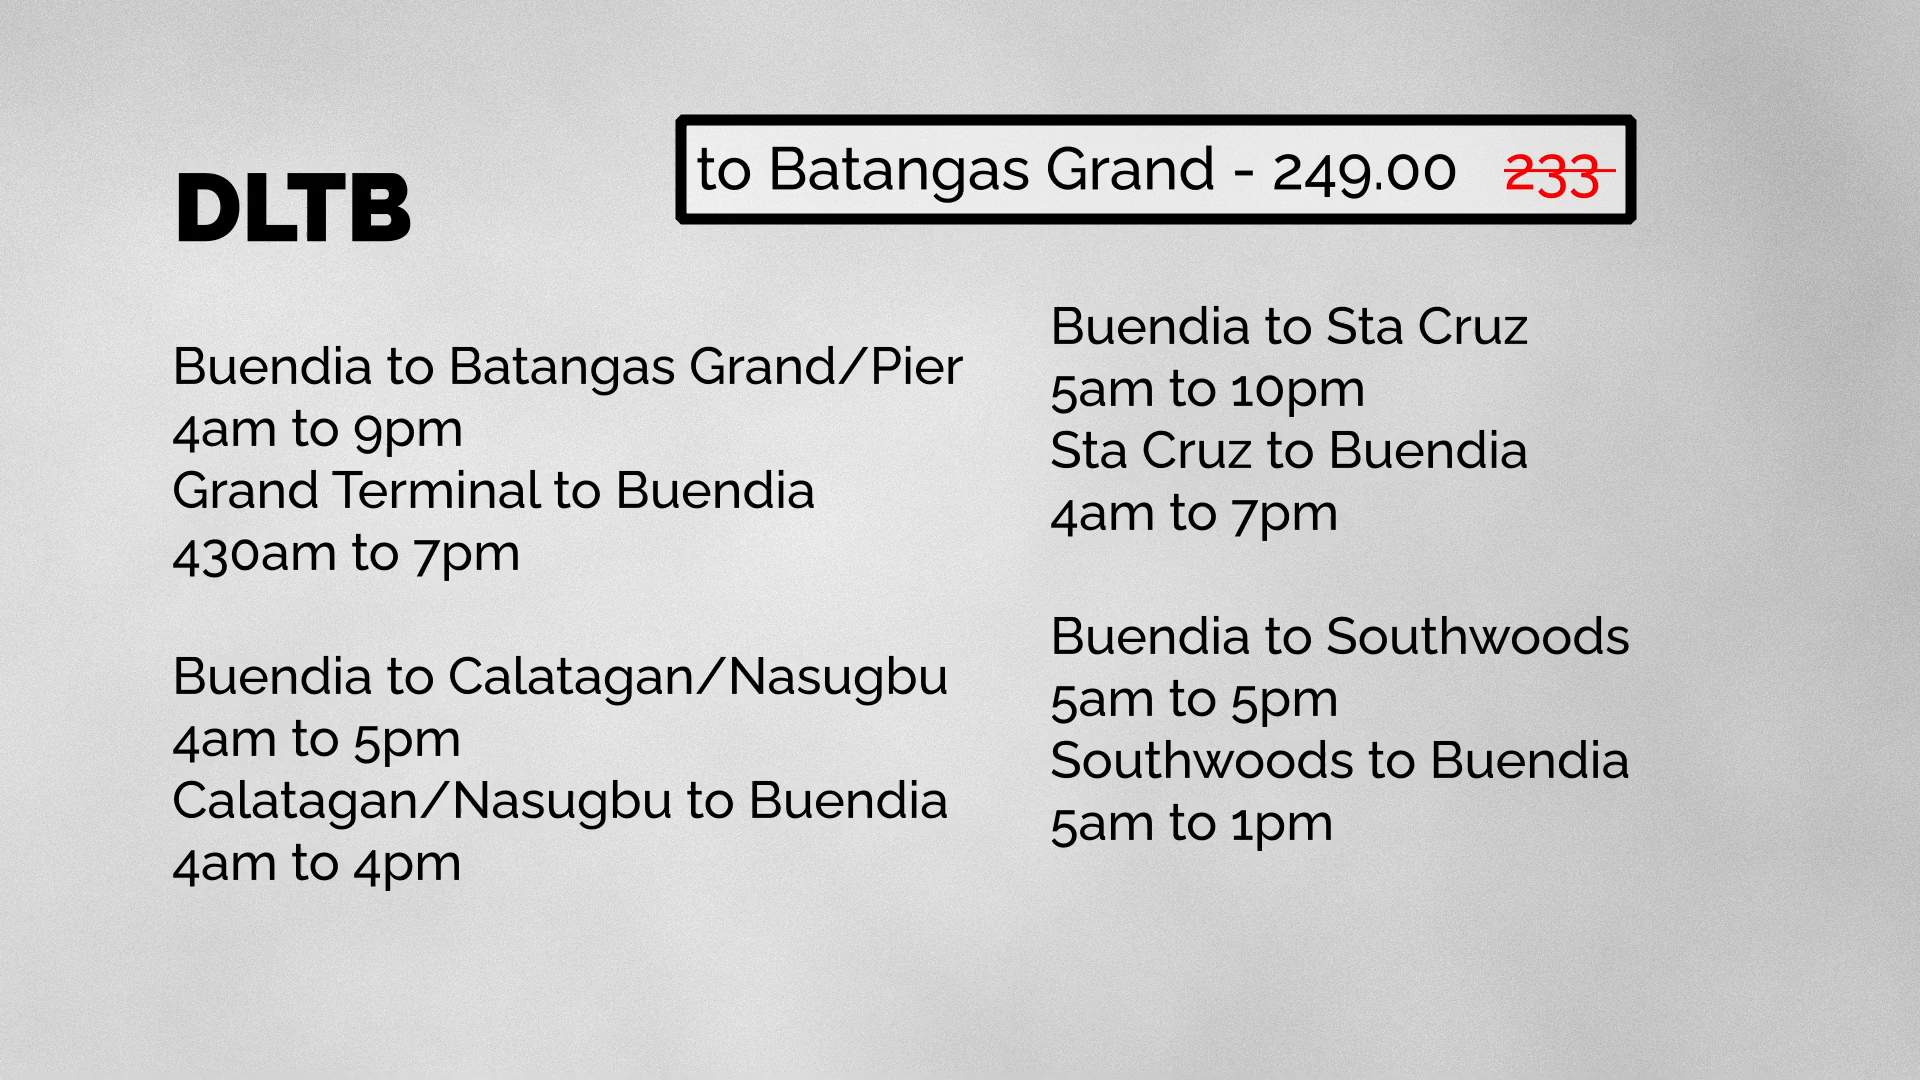 DLTB
to Batangas Grand - 249.00 233
Buendia to Batangas Grand/Pier
4am to 9pm
Grand Terminal to Buendia
430am to 7pm
Buendia to Calatagan/Nasugbu
4am to 5pm
Calatagan/Nasugbu to Buendia
4am to 4pm
Buendia to Sta Cruz
5am to 10pm
Sta Cruz to Buendia
4am to 7pm
Buendia to Southwoods
5am to 5pm
Southwoods to Buendia
5am to 1pm